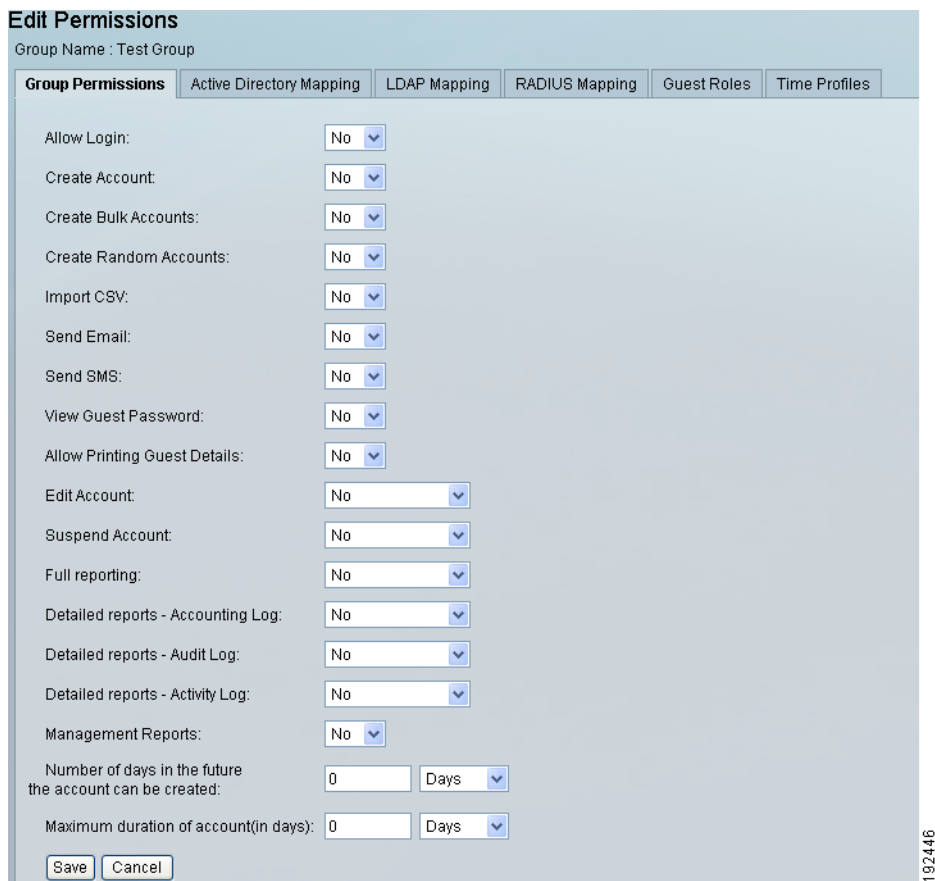 Edit Permissions
Group Name : Test Group
Group Permissions Active Directory Mapping LDAP Mapping RADIUS Mapping Guest Roles Time Profiles
Allow Login: No
Create Account: No
Create Bulk Accounts: No
Create Random Accounts: No
Import CSV: No
Send Email: No
Send SMS: No
View Guest Password: No
Allow Printing Guest Details: No
Edit Account: No
Suspend Account: No
Full reporting: No
Detailed reports - Accounting Log: No
Detailed reports - Audit Log: No
Detailed reports - Activity Log: No
Management Reports: No
Number of days in the future
the account can be created: 0 Days
Maximum duration of account(in days): 0 Days
Save Cancel
192446